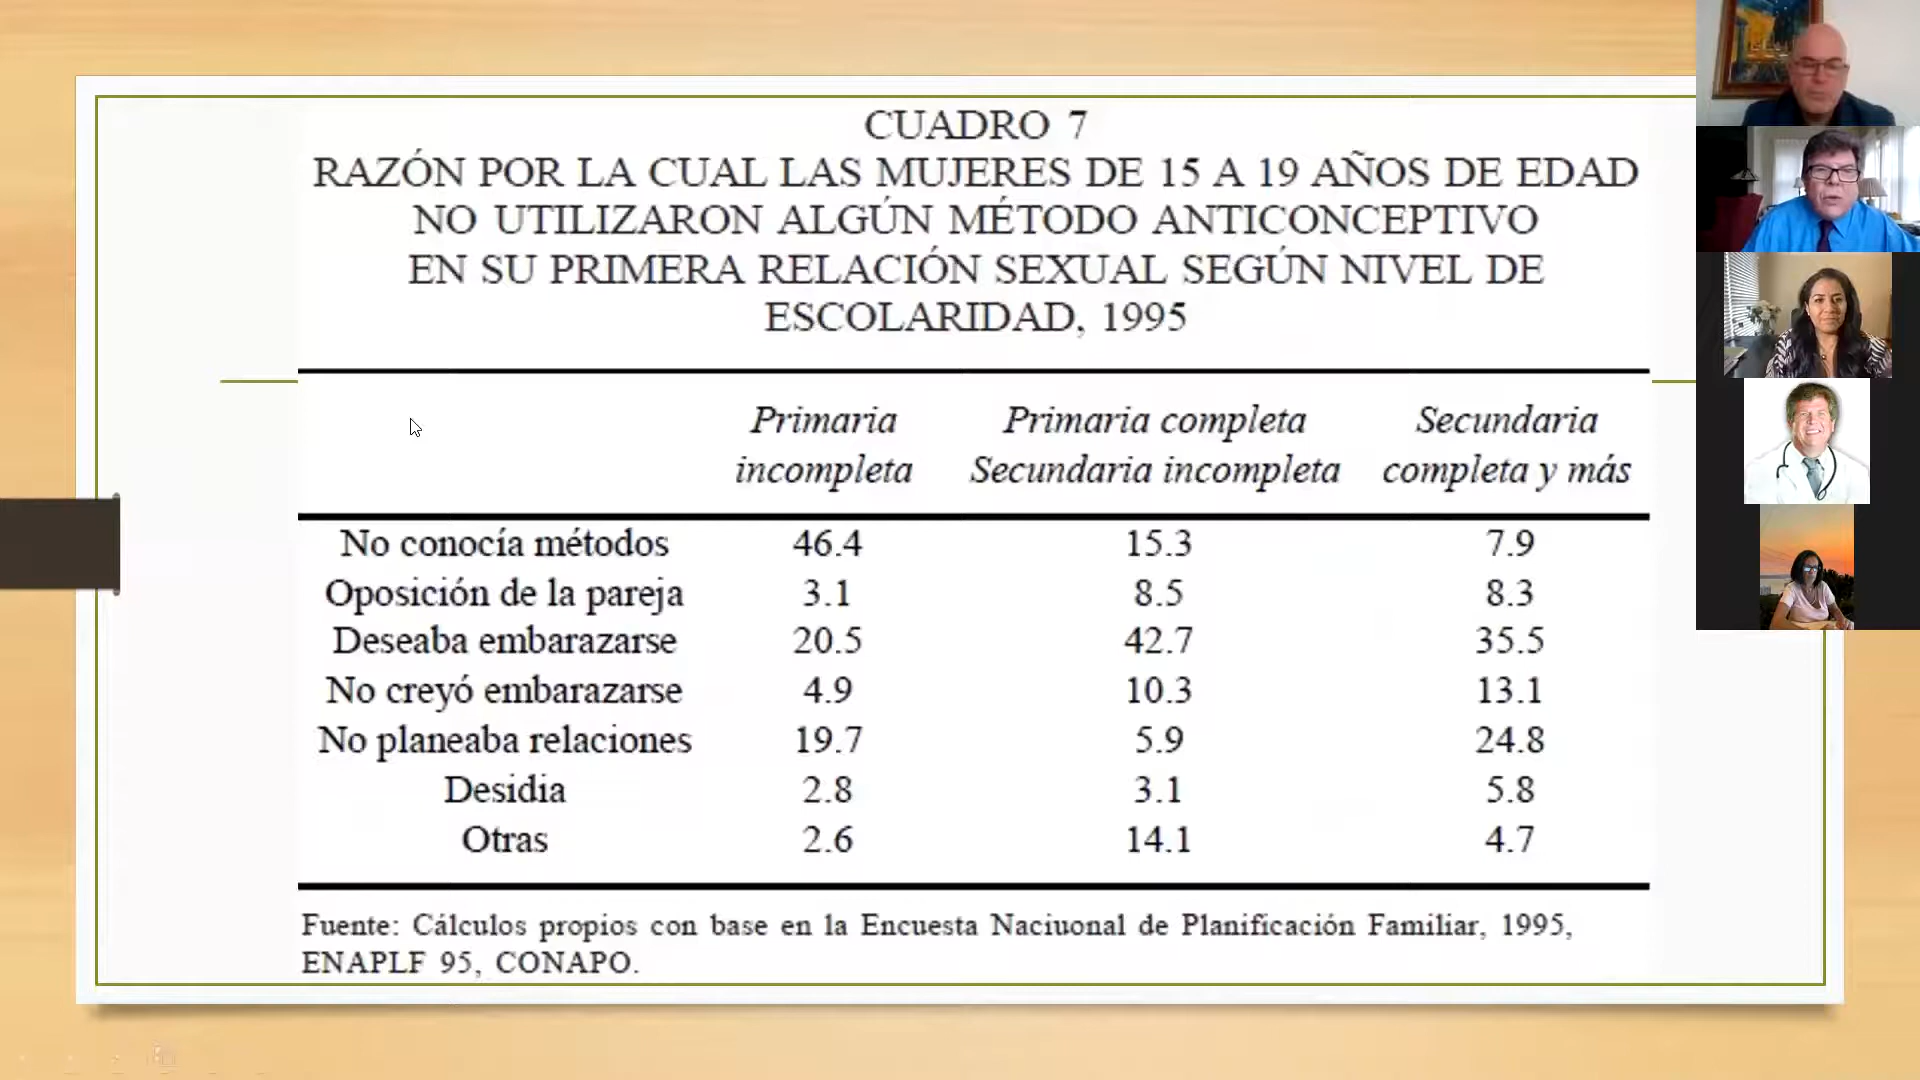 CUADRO 7
RAZÓN POR LA CUAL LAS MUJERES DE 15 A 19 AÑOS DE EDAD
NO UTILIZARON ALGÚN MÉTODO ANTICONCEPTIVO
EN SU PRIMERA RELACIÓN SEXUAL SEGÚN NIVEL DE
ESCOLARIDAD, 1995
Primaria incompleta Primaria completa Secundaria incompleta Secundaria completa y más
No conocía métodos 46.4 15.3 7.9
Oposición de la pareja 3.1 8.5 8.3
Deseaba embarazarse 20.5 42.7 35.5
No creyó embarazarse 4.9 10.3 13.1
No planeaba relaciones 19.7 5.9 24.8
Desidia 2.8 3.1 5.8
Otras 2.6 14.1 4.7
Fuente: Cálculos propios con base en la Encuesta Naciuonal de Planificación Familiar, 1995,
ENAPLF 95, CONAPO.